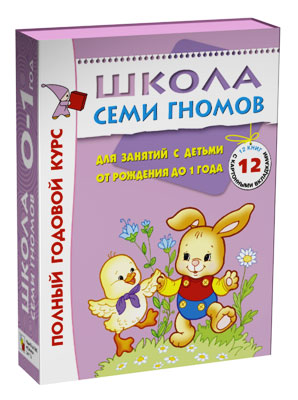 ШКОЛА
СЕМИ ГНОМОВ
ДЛЯ ЗАНЯТИЙ С ДЕТЬМИ
ОТ РОЖДЕНИЯ ДО 1 ГОДА
12 КНИГ
12
С КАРТОННЫМИ ВКЛАДКАМИ
ПОЛНЫЙ ГОДОВОЙ КУРС
ШКОЛА
СЕМИ ГНОМОВ
0 1 ГОД